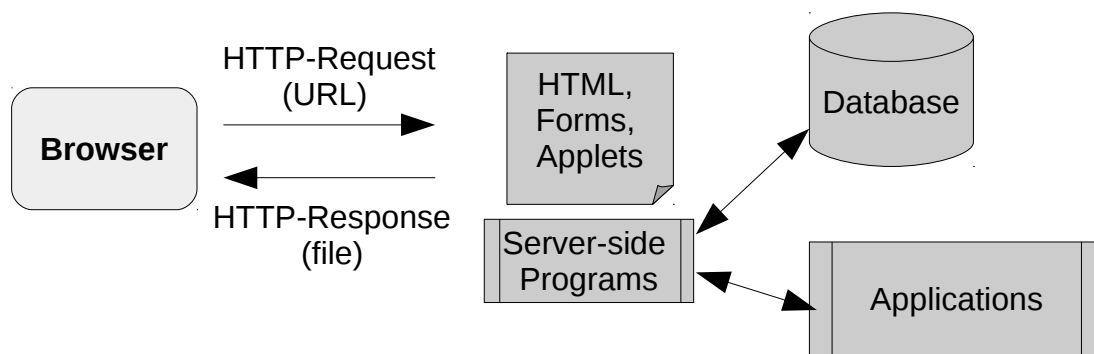 HTTP-Request
(URL)
Browser
HTTP-Response
(file)
HTML,
Forms,
Applets
Server-side
Programs
Database
Applications